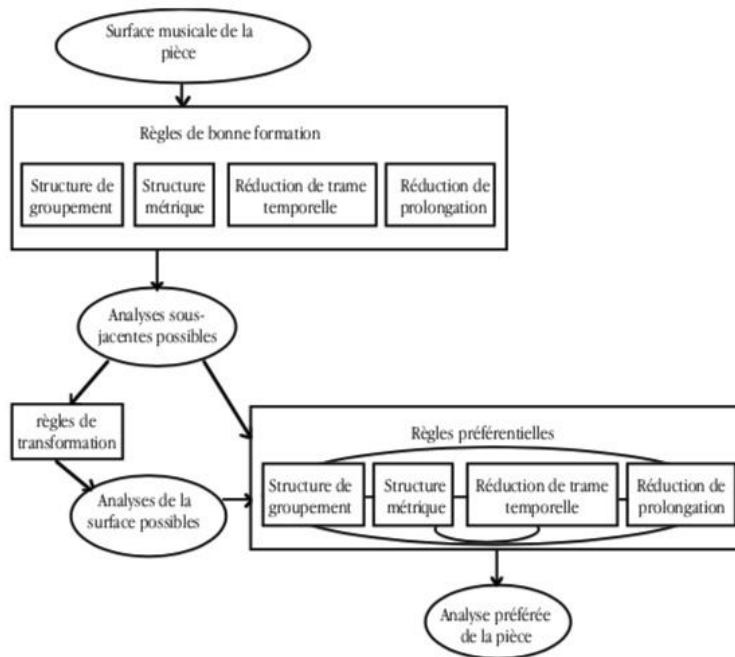 Surface musicale de la
pièce
Règles de bonne formation
Structure de
groupement
Structure
métrique
Réduction de trame
temporelle
Réduction de
prolongation
Analyses sous-
jacentes possibles
règles de
transformation
Analyses de la
surface possibles
Règles préférentielles
Structure de
groupement
Structure
métrique
Réduction de trame
temporelle
Réduction de
prolongation
Analyse préférée
de la pièce